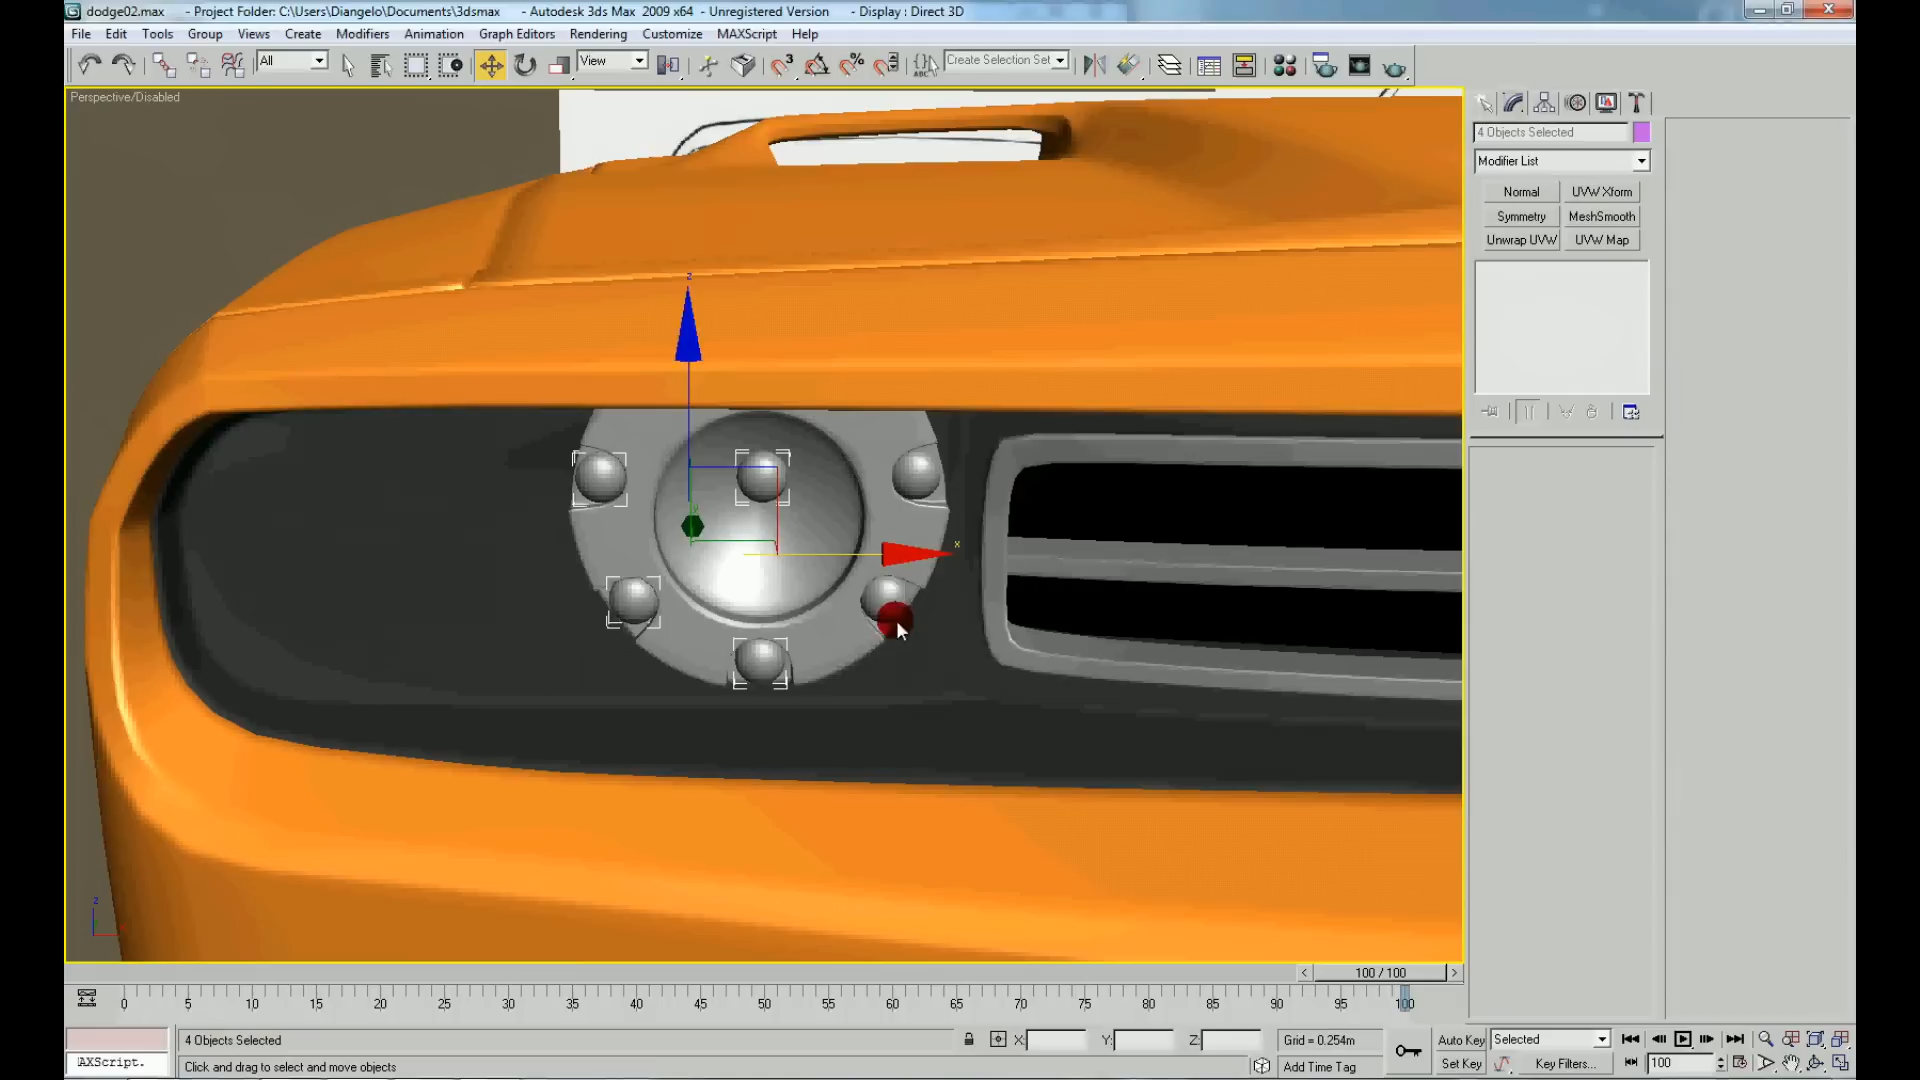 dodge02.max - Project Folder: C:\Users\Diangelo\Documents\3dsmax - Autodesk 3ds Max 2009 x64 - Unregistered Version - Display : Direct 3D
File Edit Tools Group Views Create Modifiers Animation Graph Editors Rendering Customize MAXScript Help
All View Create Selection Set
Perspective/Disabled
4 Objects Selected
Modifier List
Normal UVW Xform
Symmetry MeshSmooth
Unwrap UVW UVW Map
z
y
x
z
100 / 100
0 5 10 15 20 25 30 35 40 45 50 55 60 65 70 75 80 85 90 95 100
4 Objects Selected X: Y: Z: Grid = 0.254m Auto Key Selected
AXScript. Click and drag to select and move objects Add Time Tag Set Key Key Filters... 100